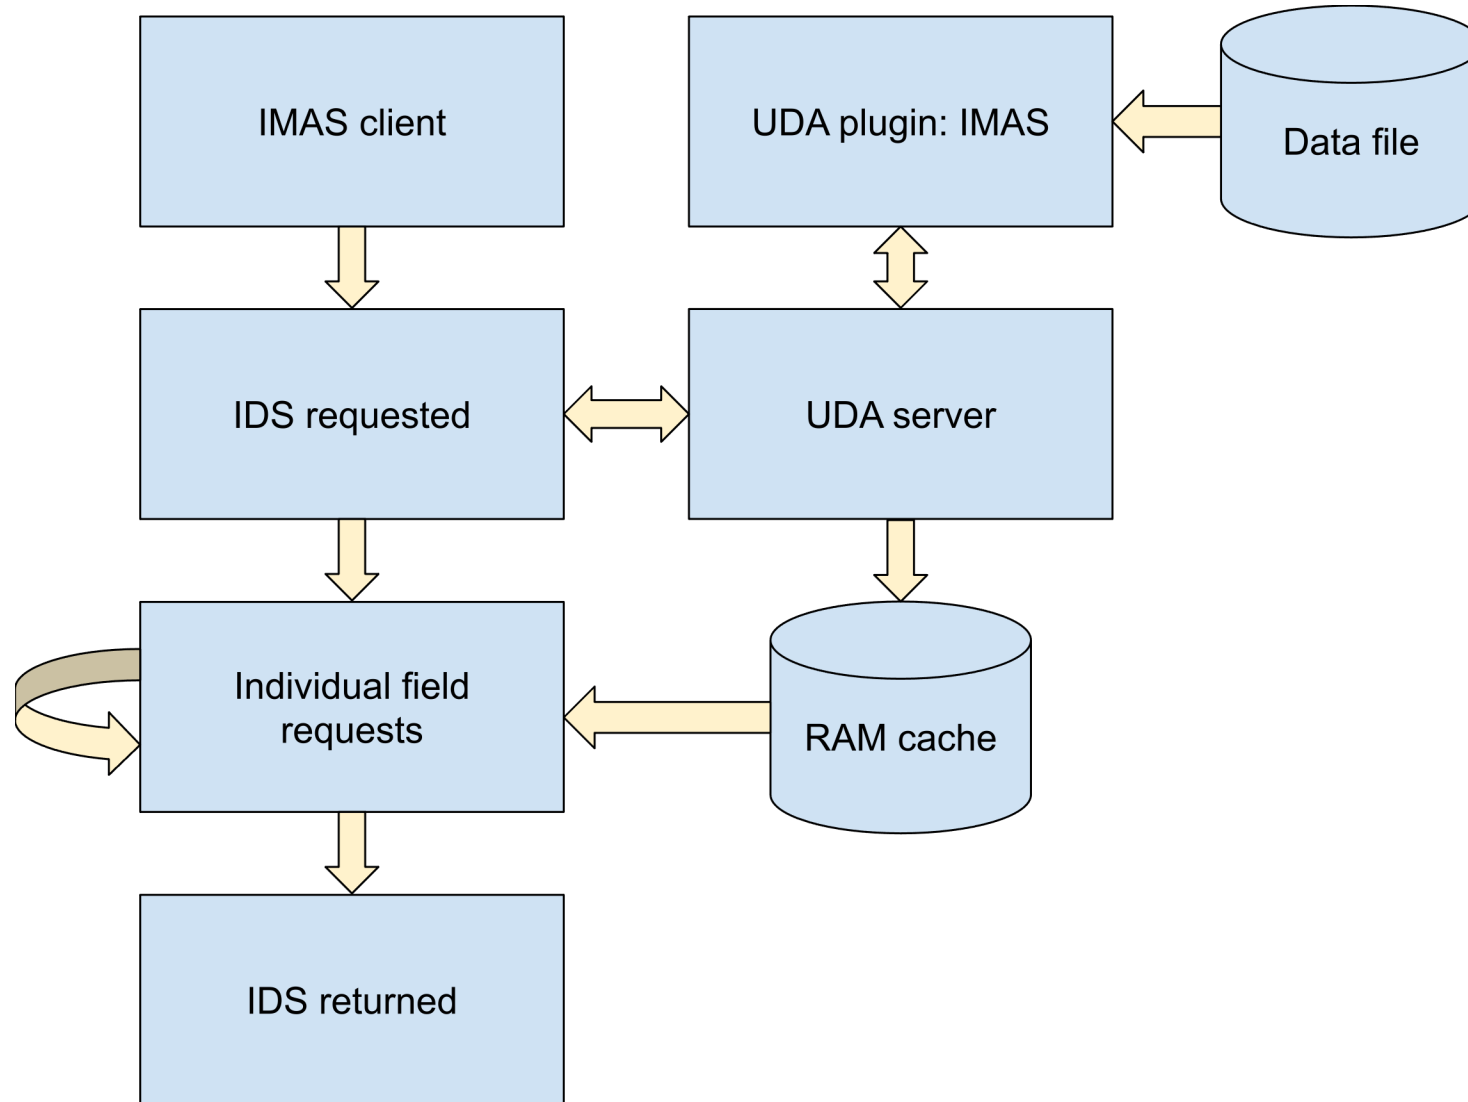 IMAS client
UDA plugin: IMAS
Data file
IDS requested
UDA server
Individual field
requests
RAM cache
IDS returned